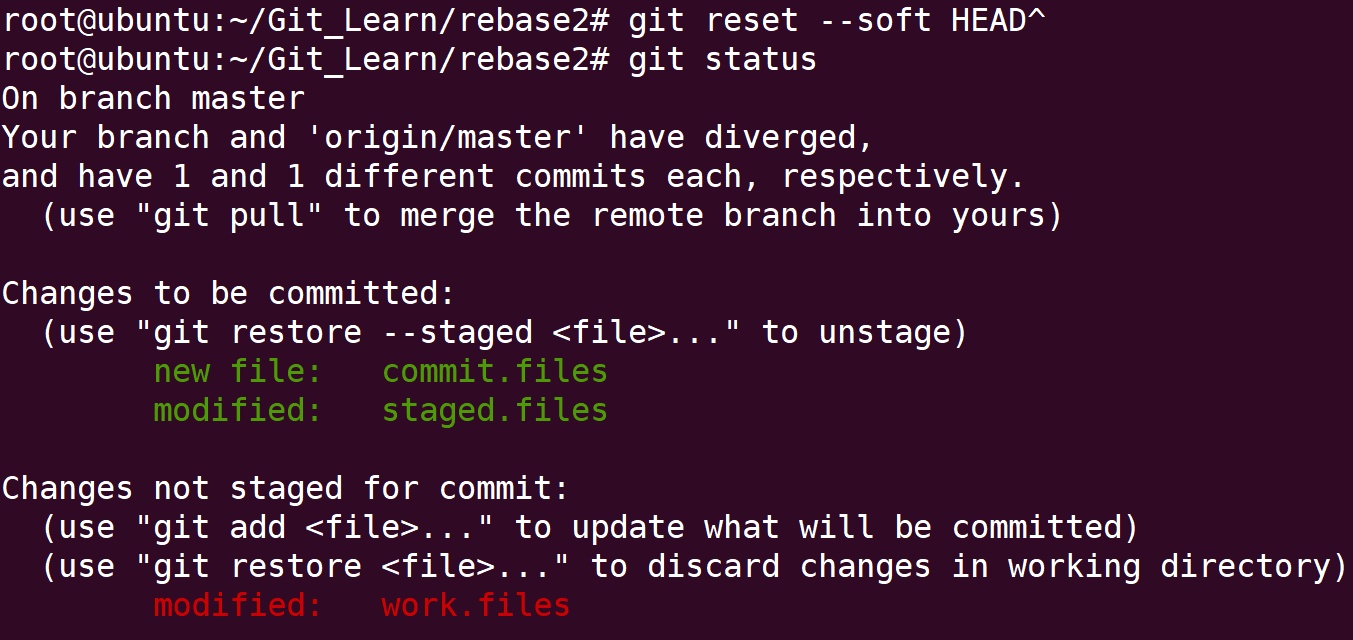 root@ubuntu:~/Git_Learn/rebase2# git reset --soft HEAD^
root@ubuntu:~/Git_Learn/rebase2# git status
On branch master
Your branch and 'origin/master' have diverged,
and have 1 and 1 different commits each, respectively.
  (use "git pull" to merge the remote branch into yours)

Changes to be committed:
  (use "git restore --staged <file>..." to unstage)
        new file:   commit.files
        modified:   staged.files

Changes not staged for commit:
  (use "git add <file>..." to update what will be committed)
  (use "git restore <file>..." to discard changes in working directory)
        modified:   work.files